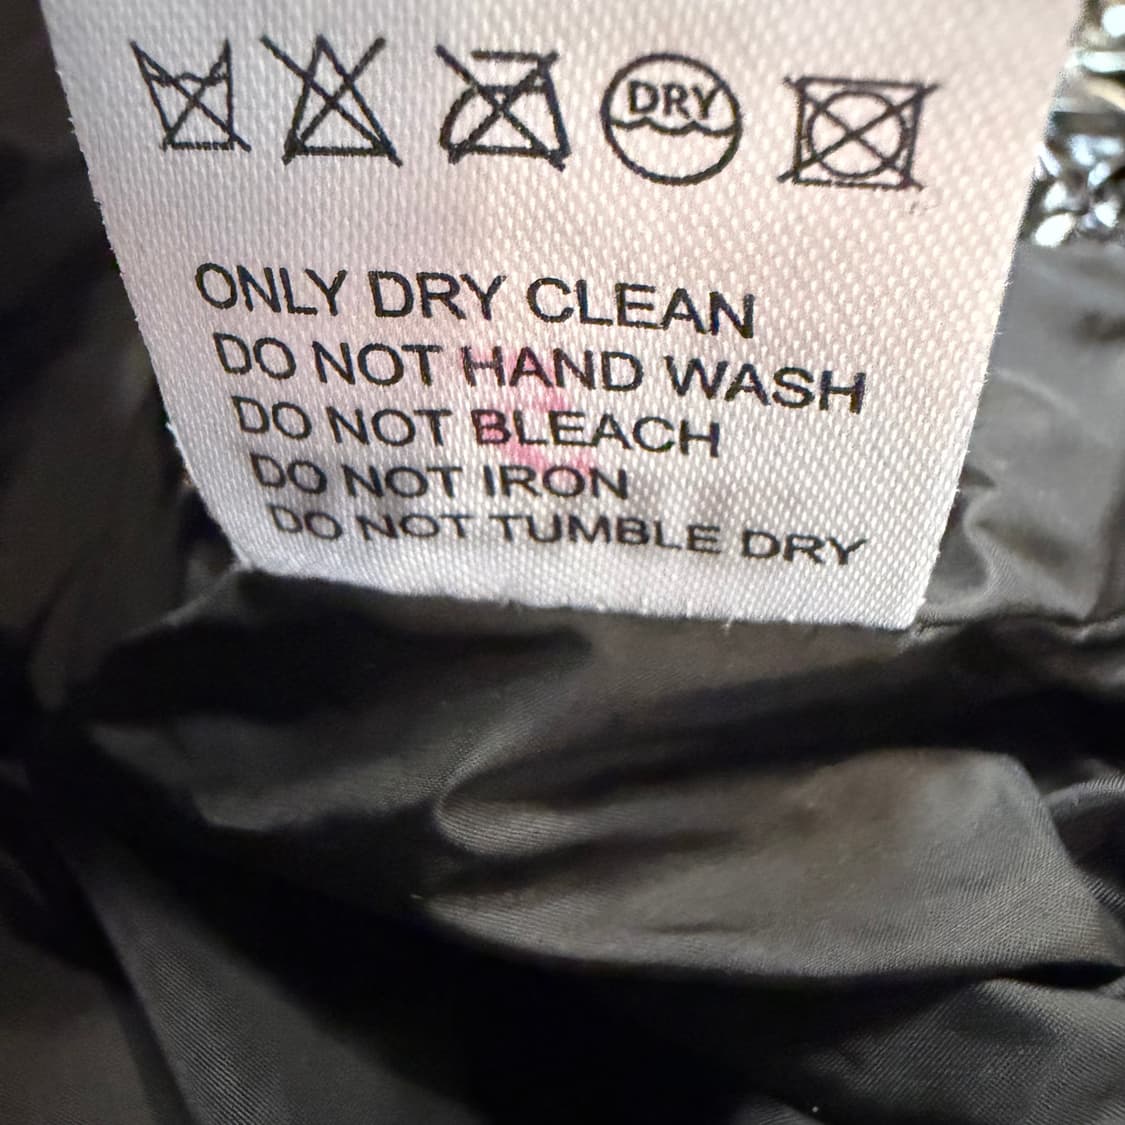 DRY
ONLY DRY CLEAN
DO NOT HAND WASH
DO NOT BLEACH
DO NOT IRON
DO NOT TUMBLE DRY